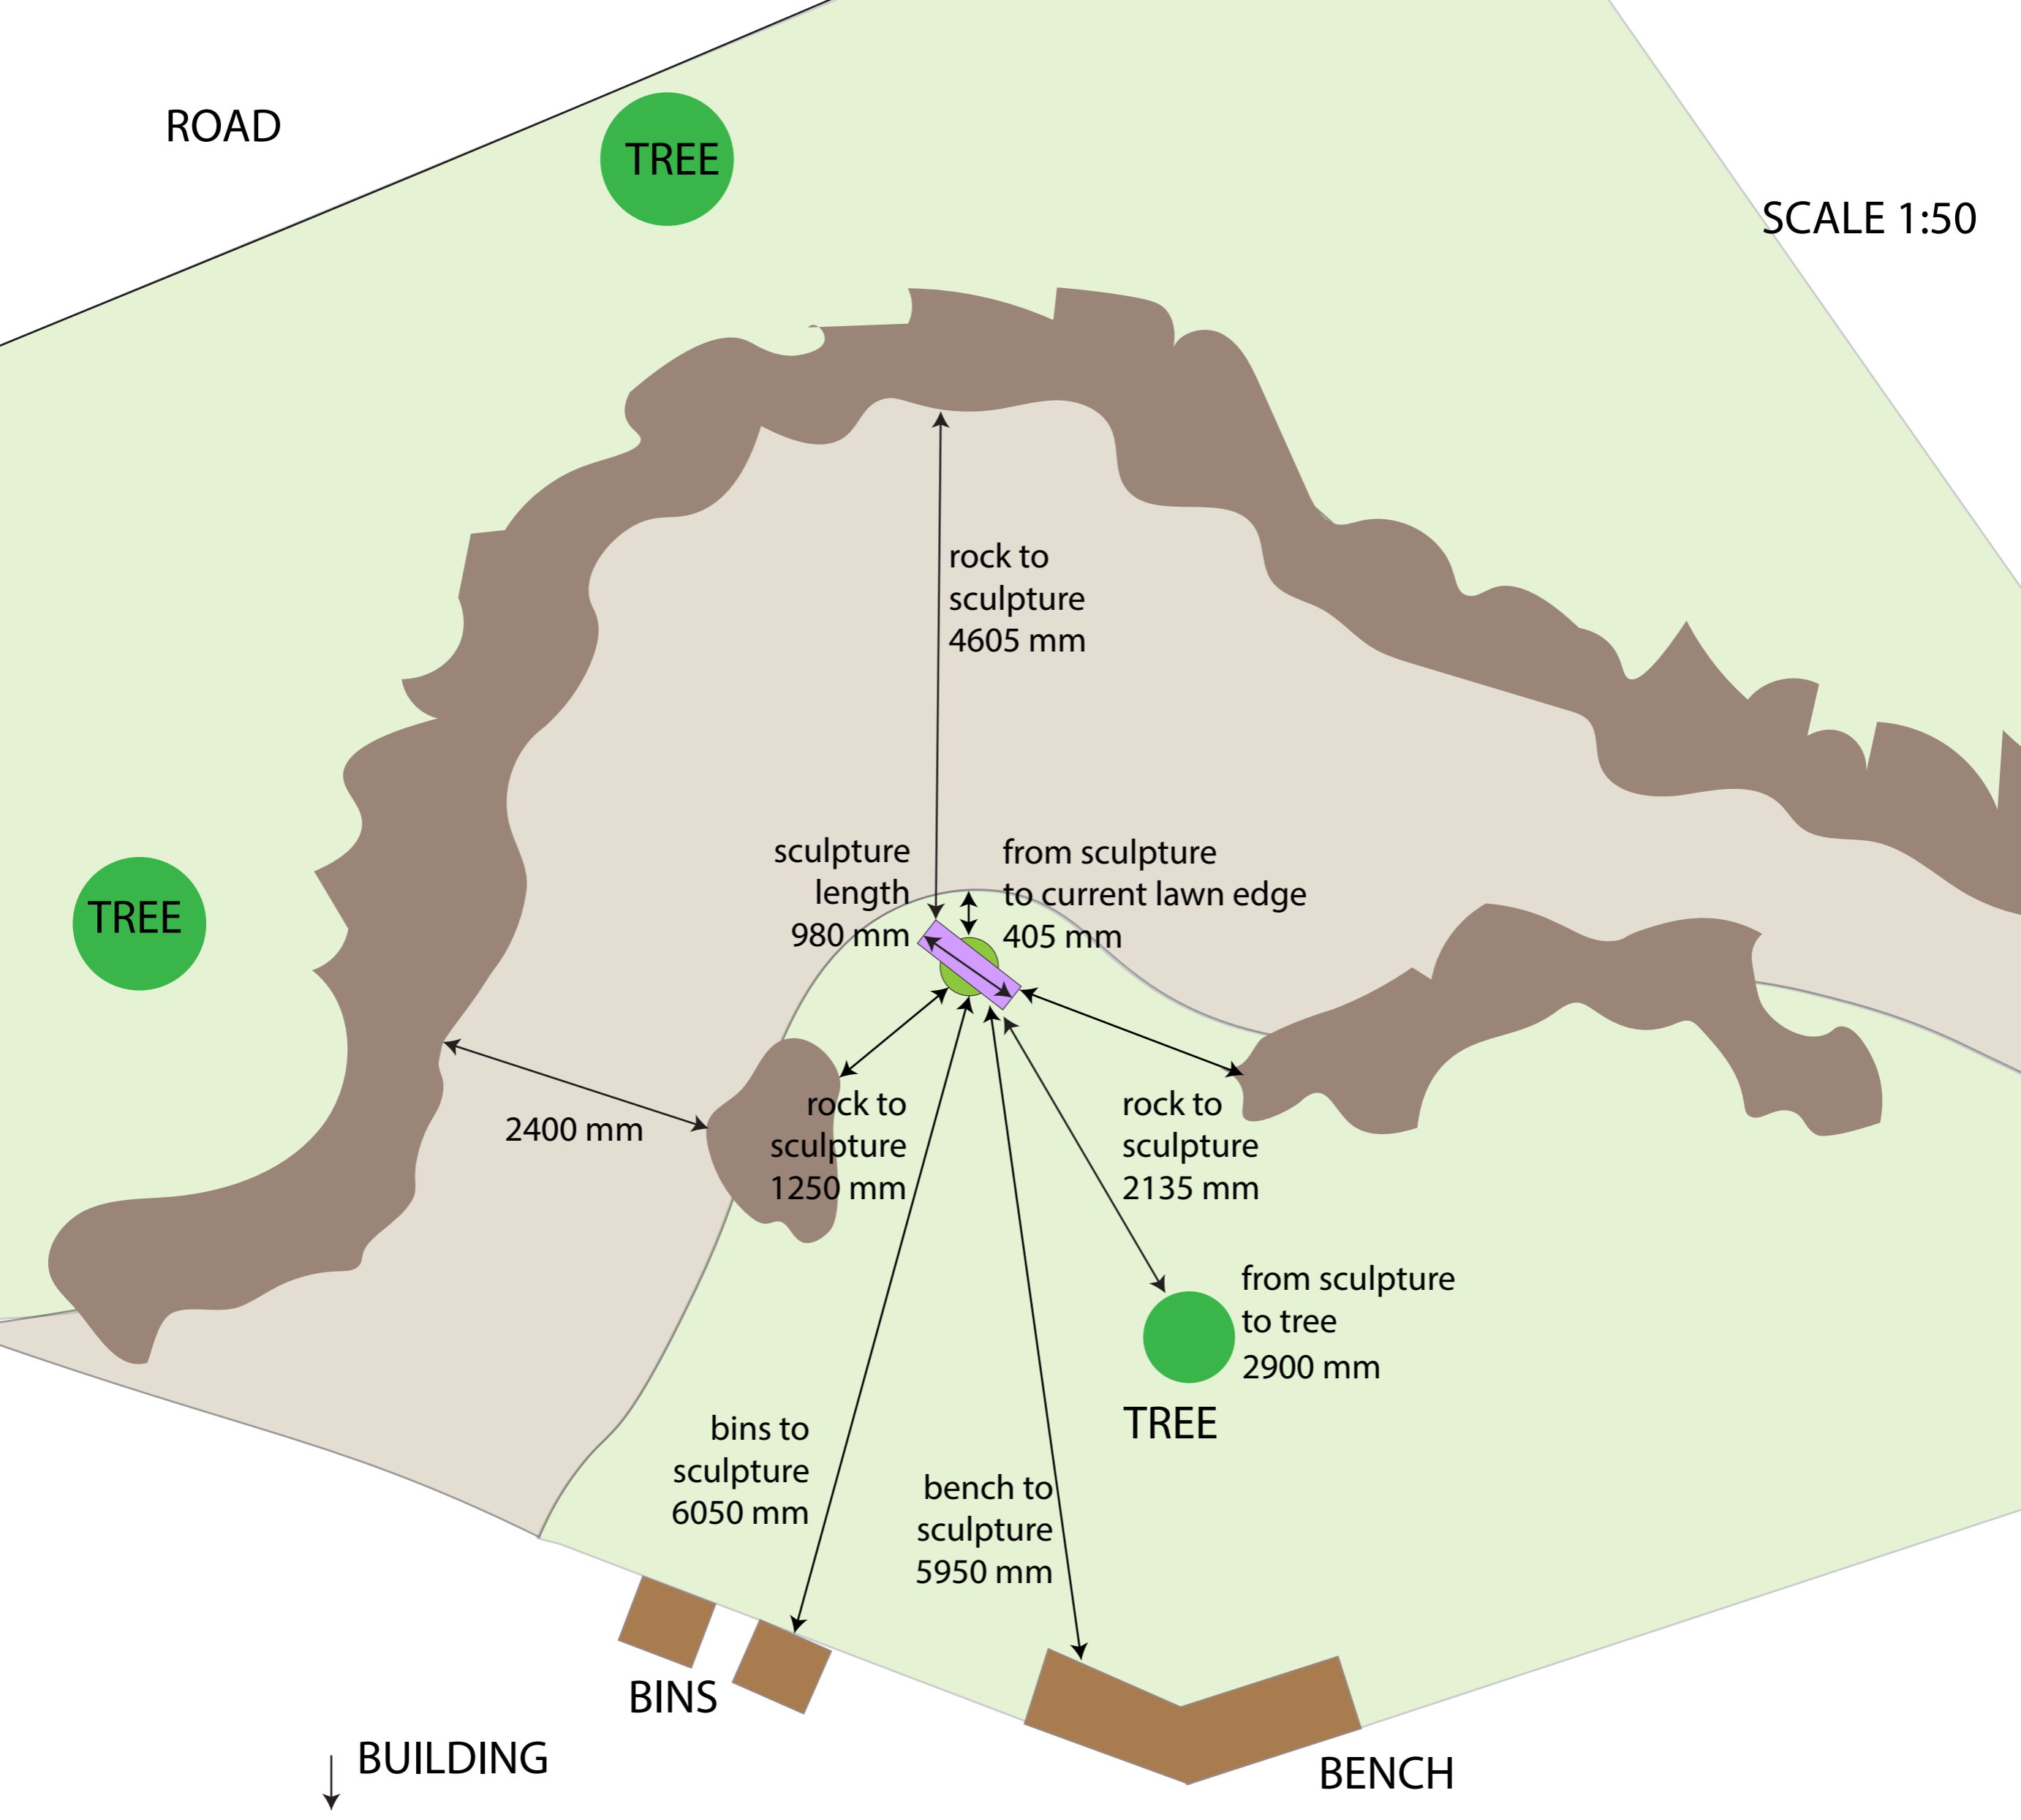 ROAD
TREE
SCALE 1:50
rock to
sculpture
4605 mm
sculpture
length
980 mm
from sculpture
to current lawn edge
405 mm
TREE
2400 mm
rock to
sculpture
1250 mm
rock to
sculpture
2135 mm
from sculpture
to tree
2900 mm
TREE
bins to
sculpture
6050 mm
bench to
sculpture
5950 mm
BINS
BUILDING
BENCH